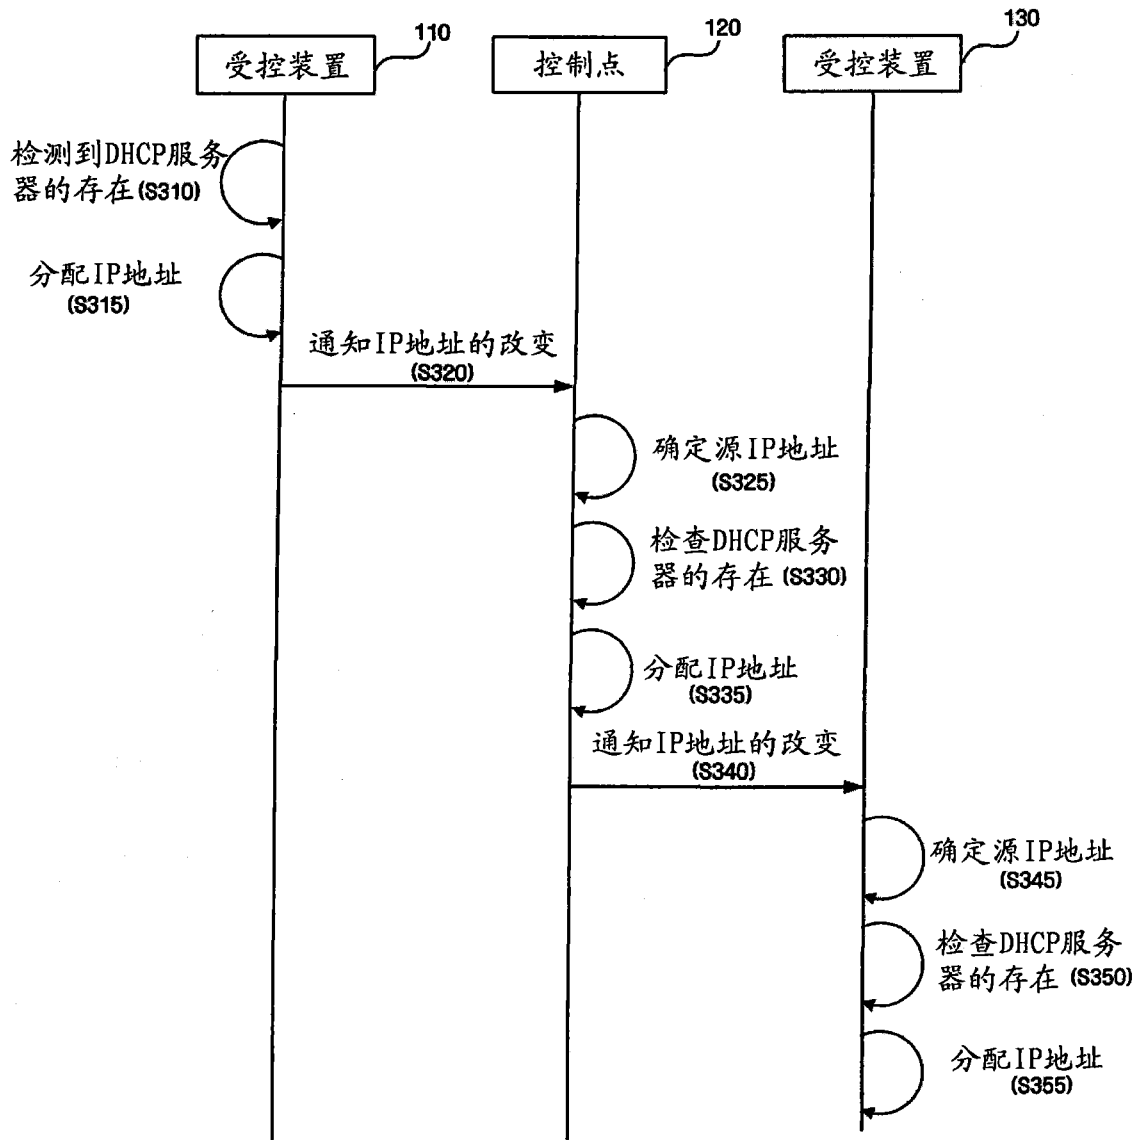 110
120
130
受控装置
控制点
受控装置
检测到DHCP服务
器的存在(S310)
分配IP地址
(S315)
通知IP地址的改变
(S320)
确定源IP地址
(S325)
检查DHCP服务
器的存在 (S330)
分配IP地址
(S335)
通知IP地址的改变
(S340)
确定源IP地址
(S345)
检查DHCP服务
器的存在 (S350)
分配IP地址
(S355)